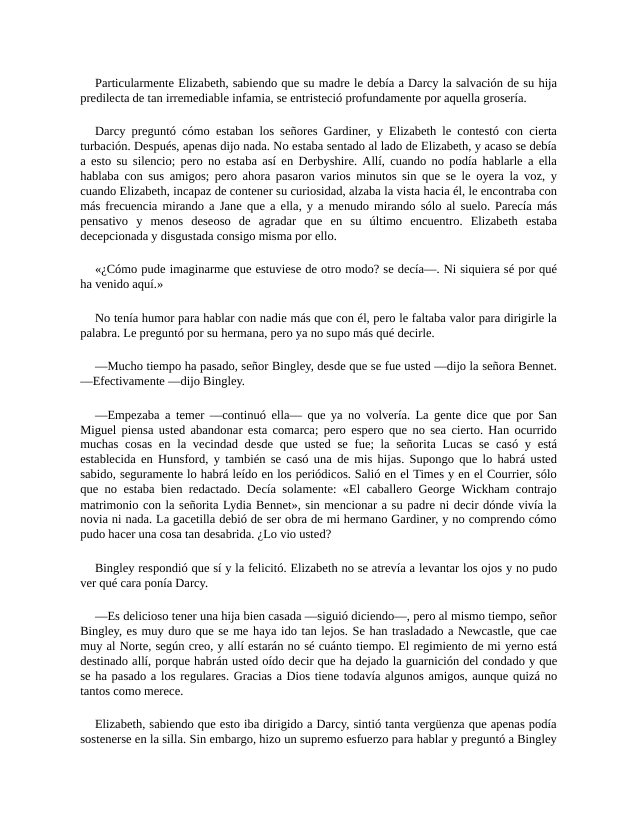 Particularmente Elizabeth, sabiendo que su madre le debía a Darcy la salvación de su hija
predilecta de tan irremediable infamia, se entristeció profundamente por aquella grosería.
Darcy preguntó cómo estaban los señores Gardiner, y Elizabeth le contestó con cierta
turbación. Después, apenas dijo nada. No estaba sentado al lado de Elizabeth, y acaso se debía
a esto su silencio; pero no estaba así en Derbyshire. Allí, cuando no podía hablarle a ella
hablaba con sus amigos; pero ahora pasaron varios minutos sin que se le oyera la voz, y
cuando Elizabeth, incapaz de contener su curiosidad, alzaba la vista hacia él, le encontraba con
más frecuencia mirando a Jane que a ella, y a menudo mirando sólo al suelo. Parecía más
pensativo y menos deseoso de agradar que en su último encuentro. Elizabeth estaba
decepcionada y disgustada consigo misma por ello.
«¿Cómo pude imaginarme que estuviese de otro modo? se decía—. Ni siquiera sé por qué
ha venido aquí.»
No tenía humor para hablar con nadie más que con él, pero le faltaba valor para dirigirle la
palabra. Le preguntó por su hermana, pero ya no supo más qué decirle.
—Mucho tiempo ha pasado, señor Bingley, desde que se fue usted —dijo la señora Bennet.
—Efectivamente —dijo Bingley.
—Empezaba a temer —continuó ella— que ya no volvería. La gente dice que por San
Miguel piensa usted abandonar esta comarca; pero espero que no sea cierto. Han ocurrido
muchas cosas en la vecindad desde que usted se fue; la señorita Lucas se casó y está
establecida en Hunsford, y también se casó una de mis hijas. Supongo que lo habrá usted
sabido, seguramente lo habrá leído en los periódicos. Salió en el Times y en el Courrier, sólo
que no estaba bien redactado. Decía solamente: «El caballero George Wickham contrajo
matrimonio con la señorita Lydia Bennet», sin mencionar a su padre ni decir dónde vivía la
novia ni nada. La gacetilla debió de ser obra de mi hermano Gardiner, y no comprendo cómo
pudo hacer una cosa tan desabrida. ¿Lo vio usted?
Bingley respondió que sí y la felicitó. Elizabeth no se atrevía a levantar los ojos y no pudo
ver qué cara ponía Darcy.
—Es delicioso tener una hija bien casada —siguió diciendo—, pero al mismo tiempo, señor
Bingley, es muy duro que se me haya ido tan lejos. Se han trasladado a Newcastle, que cae
muy al Norte, según creo, y allí estarán no sé cuánto tiempo. El regimiento de mi yerno está
destinado allí, porque habrán usted oído decir que ha dejado la guarnición del condado y que
se ha pasado a los regulares. Gracias a Dios tiene todavía algunos amigos, aunque quizá no
tantos como merece.
Elizabeth, sabiendo que esto iba dirigido a Darcy, sintió tanta vergüenza que apenas podía
sostenerse en la silla. Sin embargo, hizo un supremo esfuerzo para hablar y preguntó a Bingley